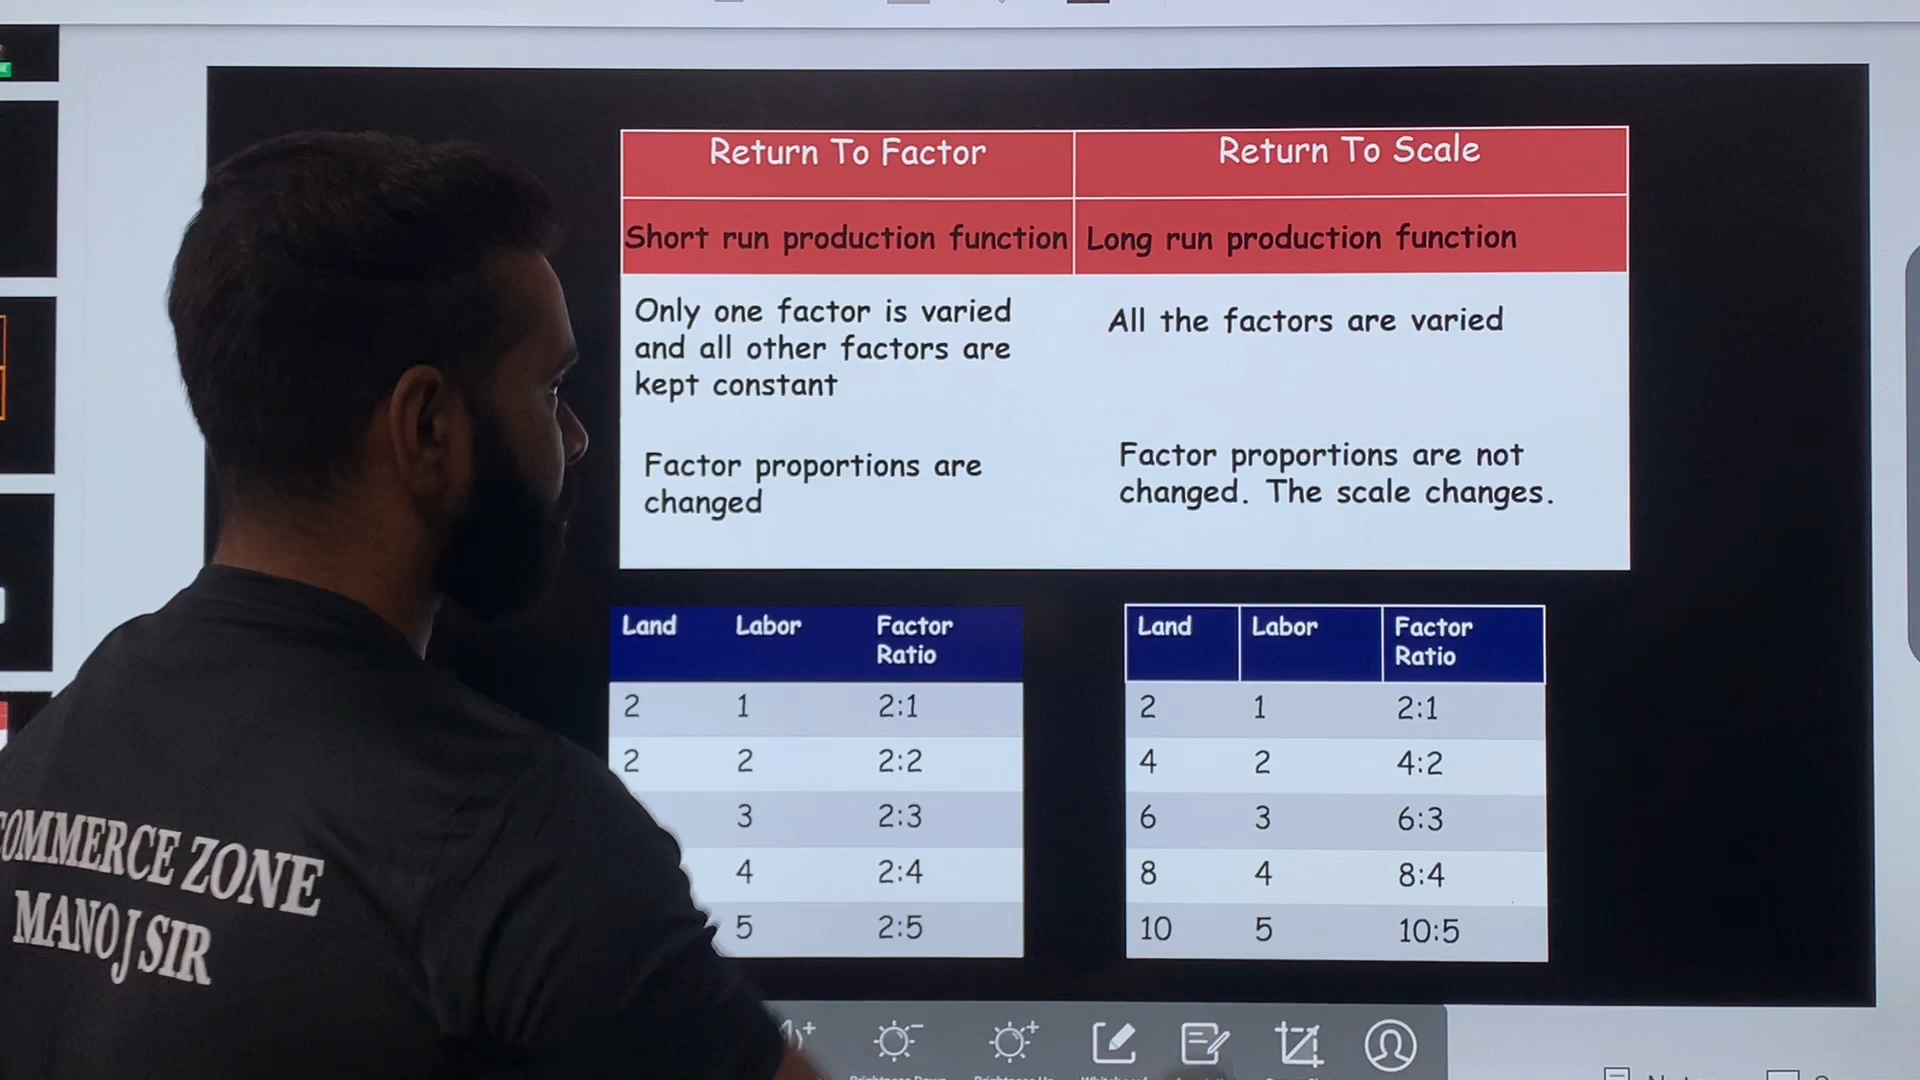 Return To Factor
Return To Scale
Short run production function
Long run production function
Only one factor is varied
and all other factors are
kept constant
All the factors are varied
Factor proportions are
changed
Factor proportions are not
changed. The scale changes.
Land Labor Factor
Ratio
2 1 2:1
2 2 2:2
3 2:3
4 2:4
5 2:5
Land Labor Factor
Ratio
2 1 2:1
4 2 4:2
6 3 6:3
8 4 8:4
10 5 10:5
COMMERCE ZONE
MANOJ SIR